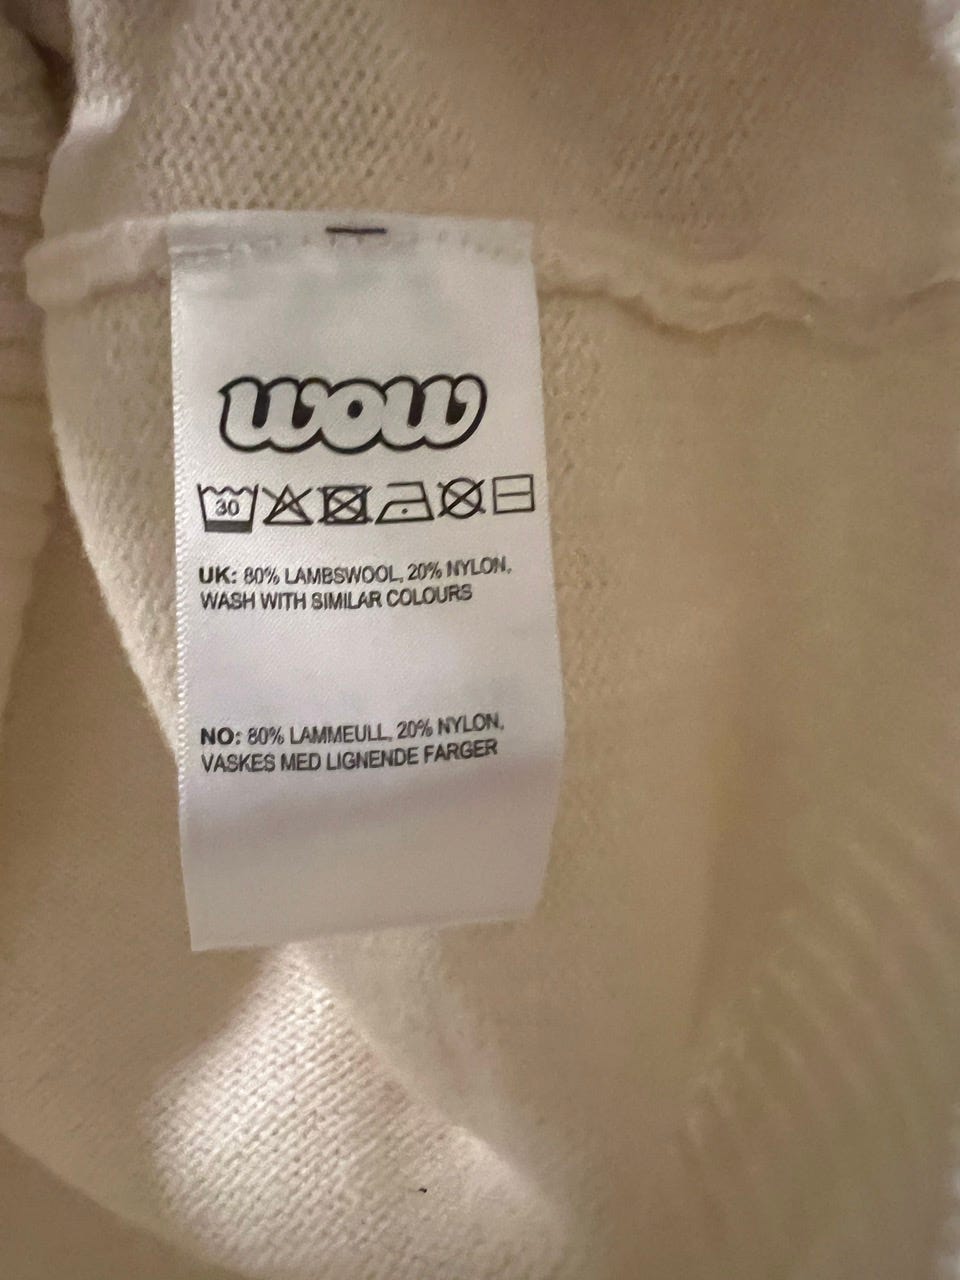 wow
30
UK: 80% LAMBSWOOL, 20% NYLON,
WASH WITH SIMILAR COLOURS
NO: 80% LAMMEULL, 20% NYLON,
VASKES MED LIGNENDE FARGER